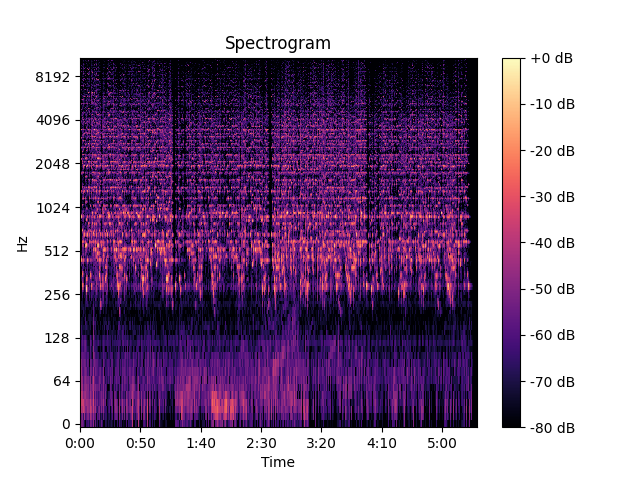 Spectrogram
8192
4096
2048
1024
512
256
128
64
0
Hz
0:00 0:50 1:40 2:30 3:20 4:10 5:00
Time
+0 dB
-10 dB
-20 dB
-30 dB
-40 dB
-50 dB
-60 dB
-70 dB
-80 dB